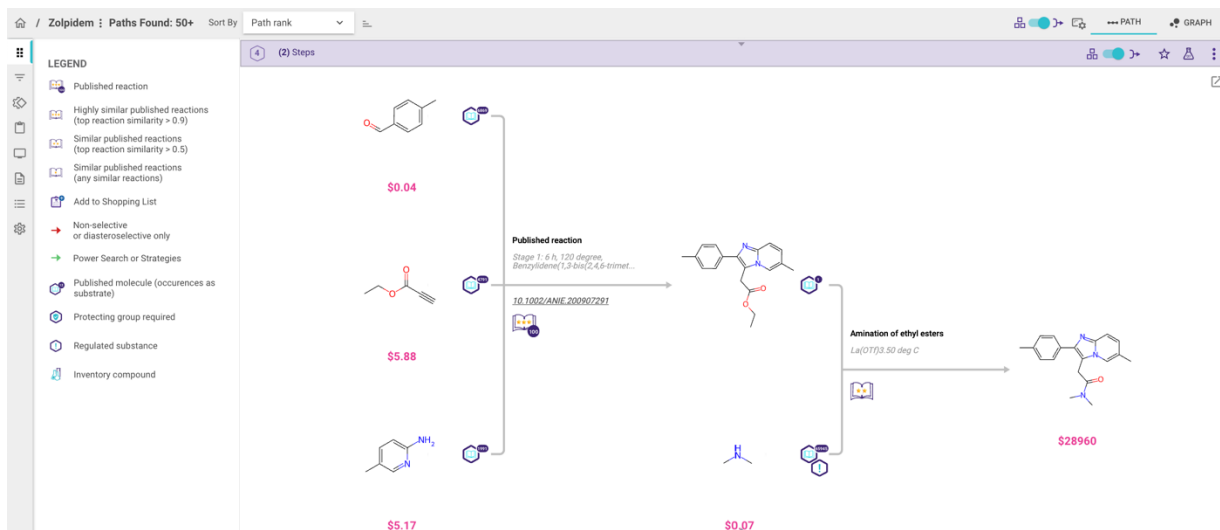 / Zolpidem ⋮ Paths Found: 50+ Sort By Path rank
PATH
GRAPH
4 (2) Steps
LEGEND
Published reaction
Highly similar published reactions
(top reaction similarity > 0.9)
Similar published reactions
(top reaction similarity > 0.5)
Similar published reactions
(any similar reactions)
Add to Shopping List
Non-selective
or diasteroselective only
Power Search or Strategies
Published molecule (occurences as
substrate)
Protecting group required
Regulated substance
Inventory compound
O
$0.04
O
O
$5.88
NH2
N
$5.17
Published reaction
Stage 1: 6 h, 120 degree,
Benzylidene(1,3-bis(2,4,6-trimet...
10.1002/ANIE.200907291
100
N
N
O
O
1
H
N
$0.07
Amination of ethyl esters
La(OTf)3.50 deg C
N
N
O
N
$28960